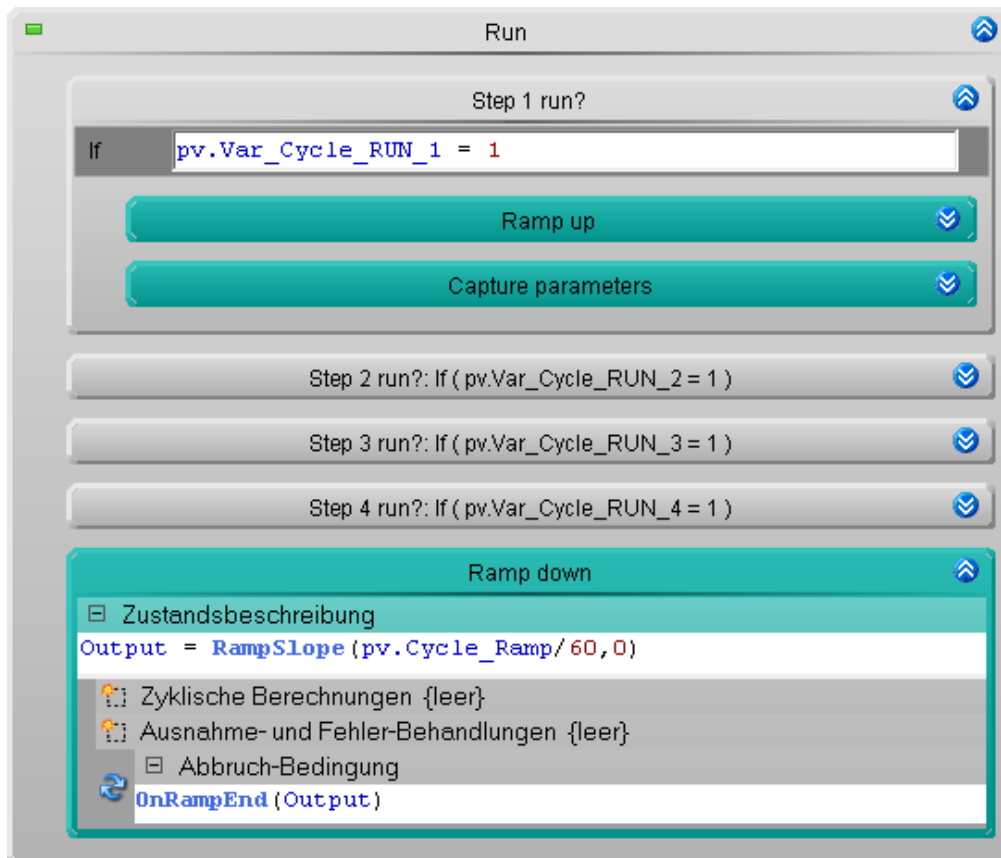 Run
Step 1 run?
If pv.Var_Cycle_RUN_1 = 1
Ramp up
Capture parameters
Step 2 run?: If ( pv.Var_Cycle_RUN_2 = 1 )
Step 3 run?: If ( pv.Var_Cycle_RUN_3 = 1 )
Step 4 run?: If ( pv.Var_Cycle_RUN_4 = 1 )
Ramp down
Zustandsbeschreibung
Output = RampSlope(pv.Cycle_Ramp/60,0)
Zyklische Berechnungen {leer}
Ausnahme- und Fehler-Behandlungen {leer}
Abbruch-Bedingung
OnRampEnd(Output)